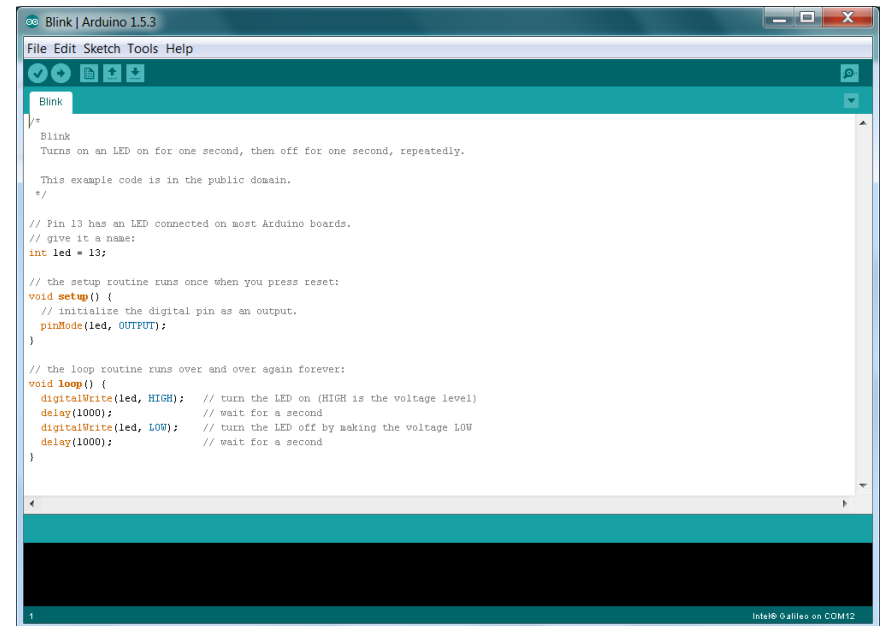 Blink | Arduino 1.5.3
File Edit Sketch Tools Help
Blink
/*
  Blink
  Turns on an LED on for one second, then off for one second, repeatedly.

  This example code is in the public domain.
 */

// Pin 13 has an LED connected on most Arduino boards.
// give it a name:
int led = 13;

// the setup routine runs once when you press reset:
void setup() {
  // initialize the digital pin as an output.
  pinMode(led, OUTPUT);
}

// the loop routine runs over and over again forever:
void loop() {
  digitalWrite(led, HIGH);   // turn the LED on (HIGH is the voltage level)
  delay(1000);               // wait for a second
  digitalWrite(led, LOW);    // turn the LED off by making the voltage LOW
  delay(1000);               // wait for a second
}
1 Intel® Galileo on COM12